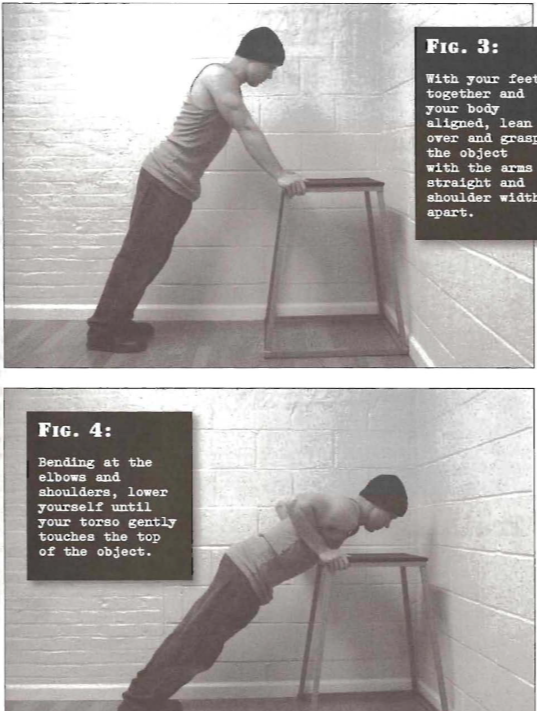 FIG. 3:
With your feet
together and
your body
aligned, lean
over and grasp
the object
with the arms
straight and
shoulder width
apart.
FIG. 4:
Bending at the
elbows and
shoulders, lower
yourself until
your torso gently
touches the top
of the object.